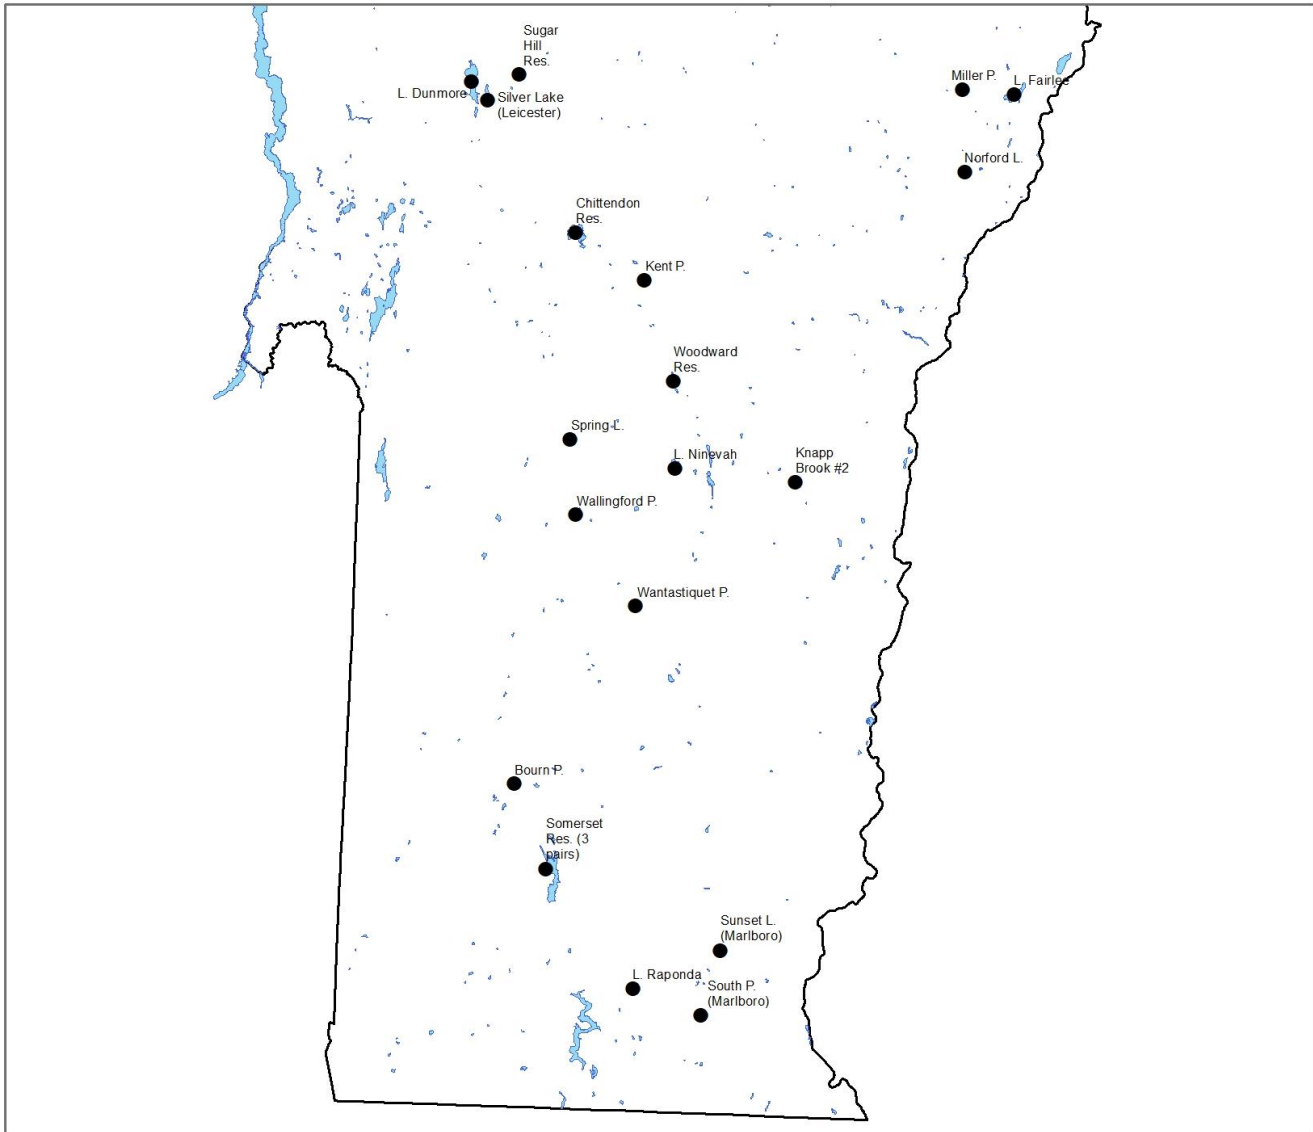 Sugar
Hill
Res.
L. Dunmore
Silver Lake
(Leicester)
Miller P.
L. Fairlee
Norford L.
Chittendon
Res.
Kent P.
Woodward
Res.
Spring L.
L. Ninevah
Knapp
Brook #2
Wallingford P.
Wantastiquet P.
Bourn P.
Somerset
Res. (3
pairs)
Sunset L.
(Marlboro)
L. Raponda
South P.
(Marlboro)